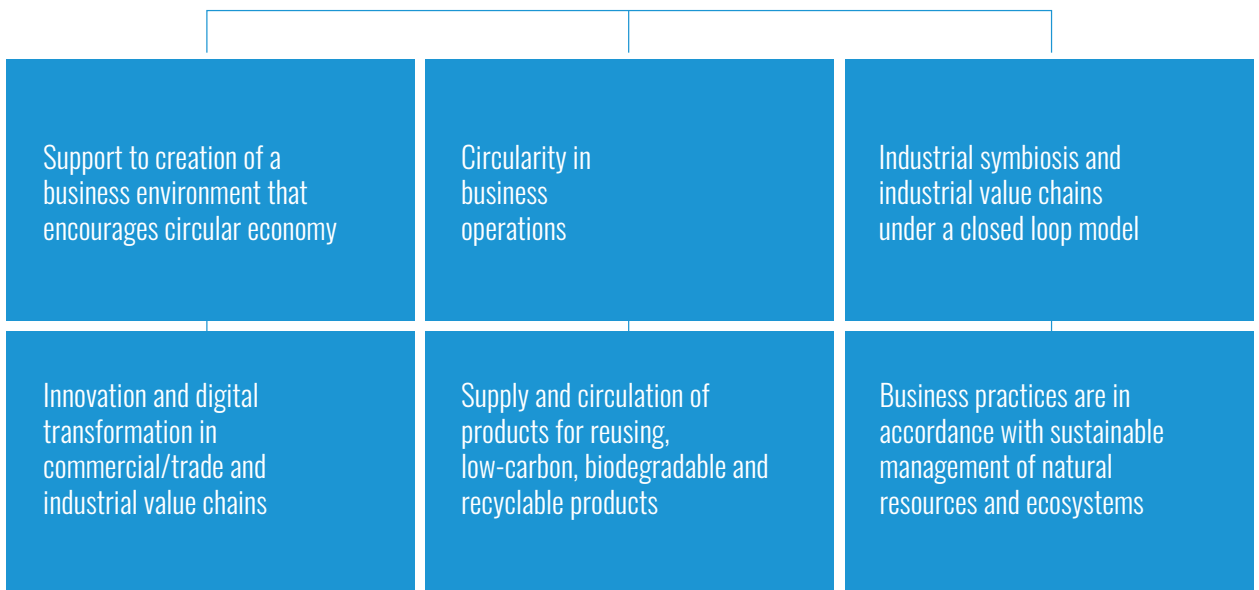 Support to creation of a
business environment that
encourages circular economy
Circularity in
business
operations
Industrial symbiosis and
industrial value chains
under a closed loop model
Innovation and digital
transformation in
commercial/trade and
industrial value chains
Supply and circulation of
products for reusing,
low-carbon, biodegradable and
recyclable products
Business practices are in
accordance with sustainable
management of natural
resources and ecosystems